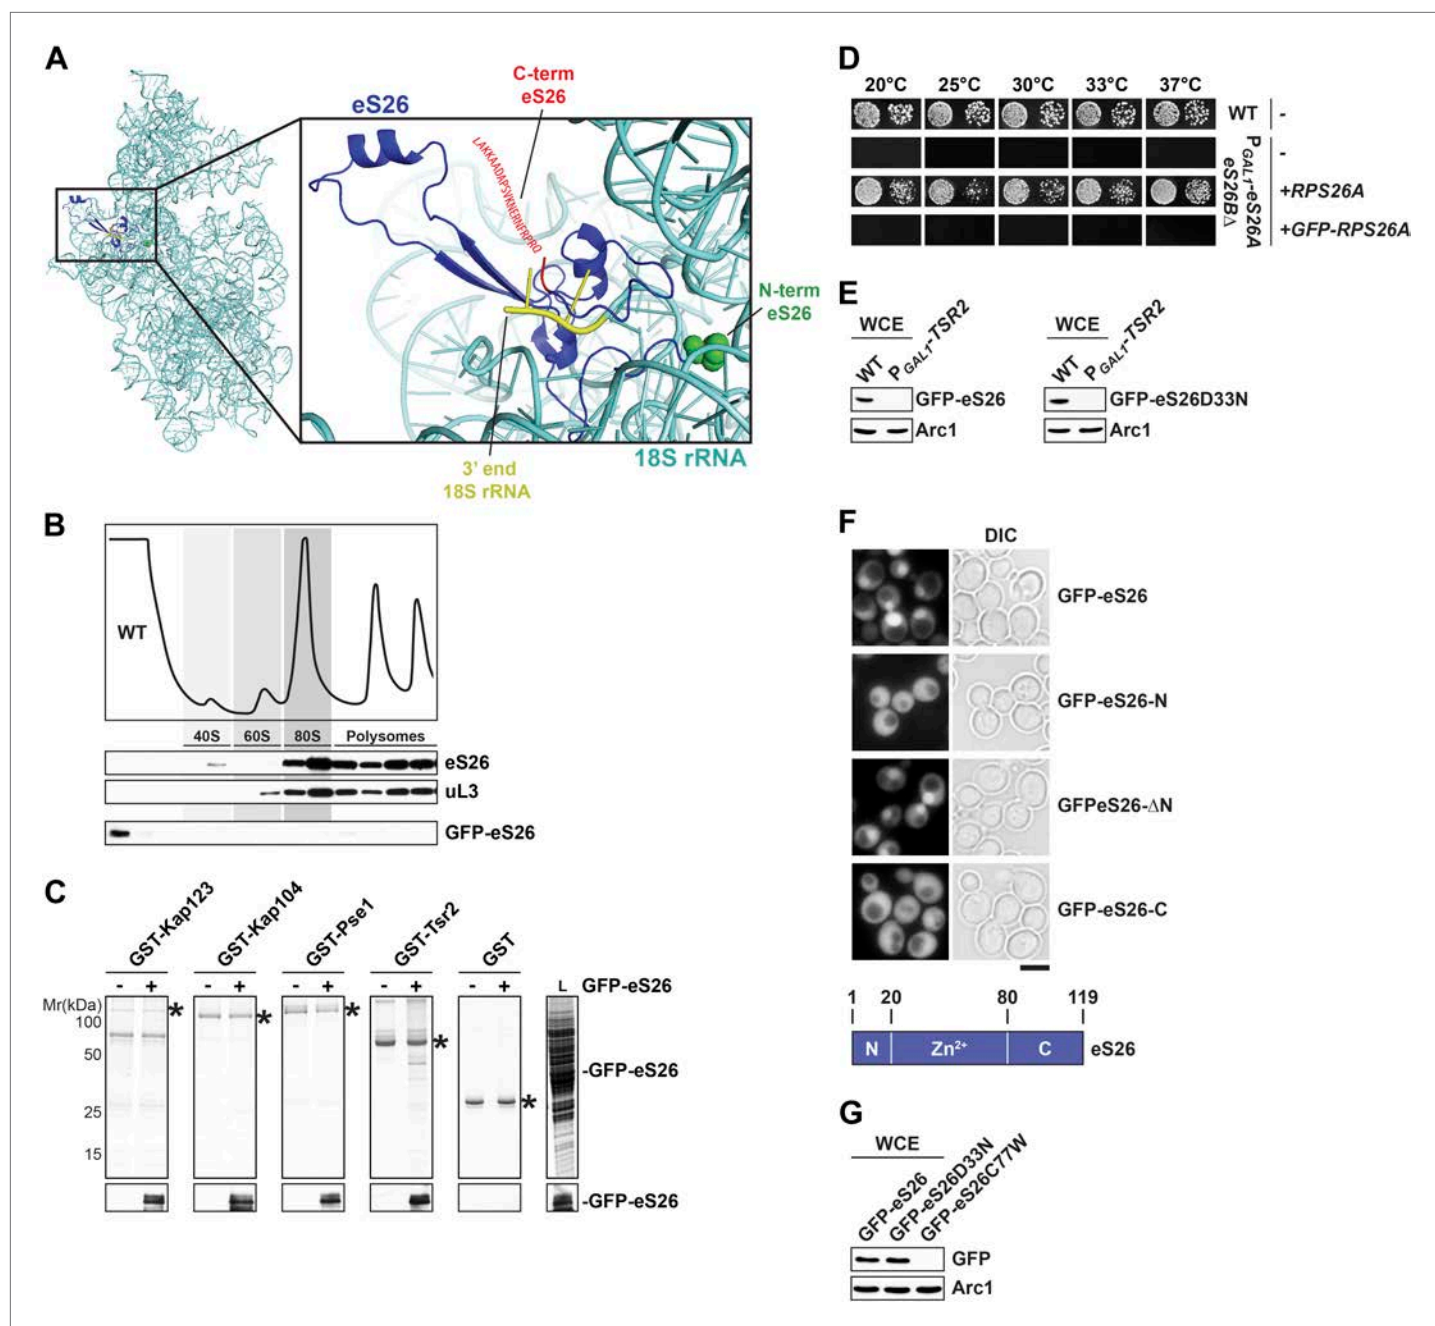 A
eS26
C-term
eS26
LAKKAADAPSVKNERNFRPRQ
N-term
eS26
3' end
18S rRNA
18S rRNA
B
WT
40S 60S 80S Polysomes
eS26
uL3
GFP-eS26
C
GST-Kap123 GST-Kap104 GST-Pse1 GST-Tsr2 GST
- + - + - + - + - + GFP-eS26 L
Mr(kDa)
100
50
25
15
* * * * *
-GFP-eS26
-GFP-eS26
D
20°C 25°C 30°C 33°C 37°C
WT -
PGAL1-eS26A
eS26BΔ
-
+RPS26A
+GFP-RPS26A
E
WCE WCE
WT PGAL1-TSR2 WT PGAL1-TSR2
GFP-eS26 GFP-eS26D33N
Arc1 Arc1
F
DIC
GFP-eS26
GFP-eS26-N
GFPeS26-ΔN
GFP-eS26-C
1 20 80 119
N Zn2+ C eS26
G
WCE
GFP-eS26 GFP-eS26D33N GFP-eS26C77W
GFP
Arc1